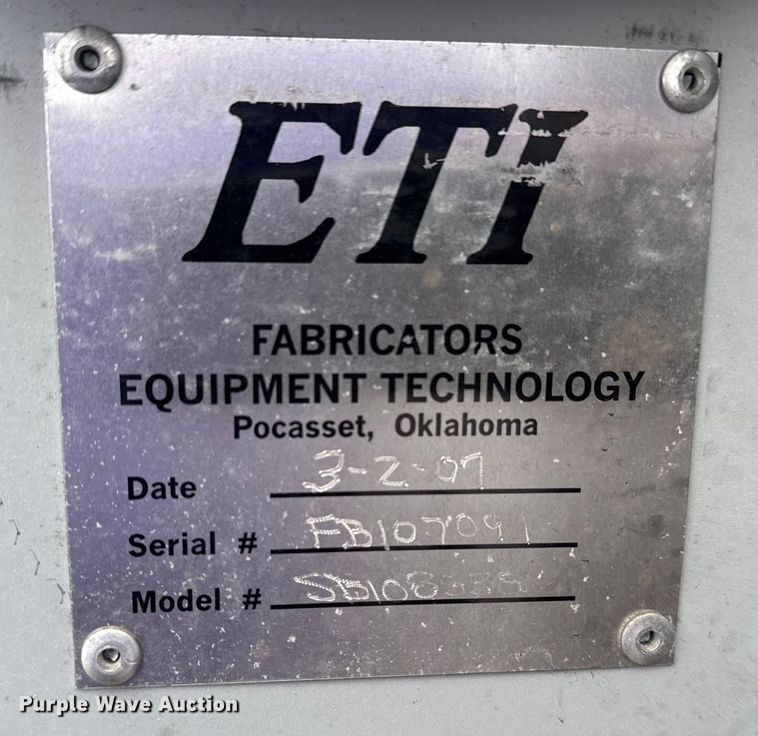 ETI
FABRICATORS
EQUIPMENT TECHNOLOGY
Pocasset, Oklahoma
Date 3-2-07
Serial # FB107091
Model #
Purple Wave Auction